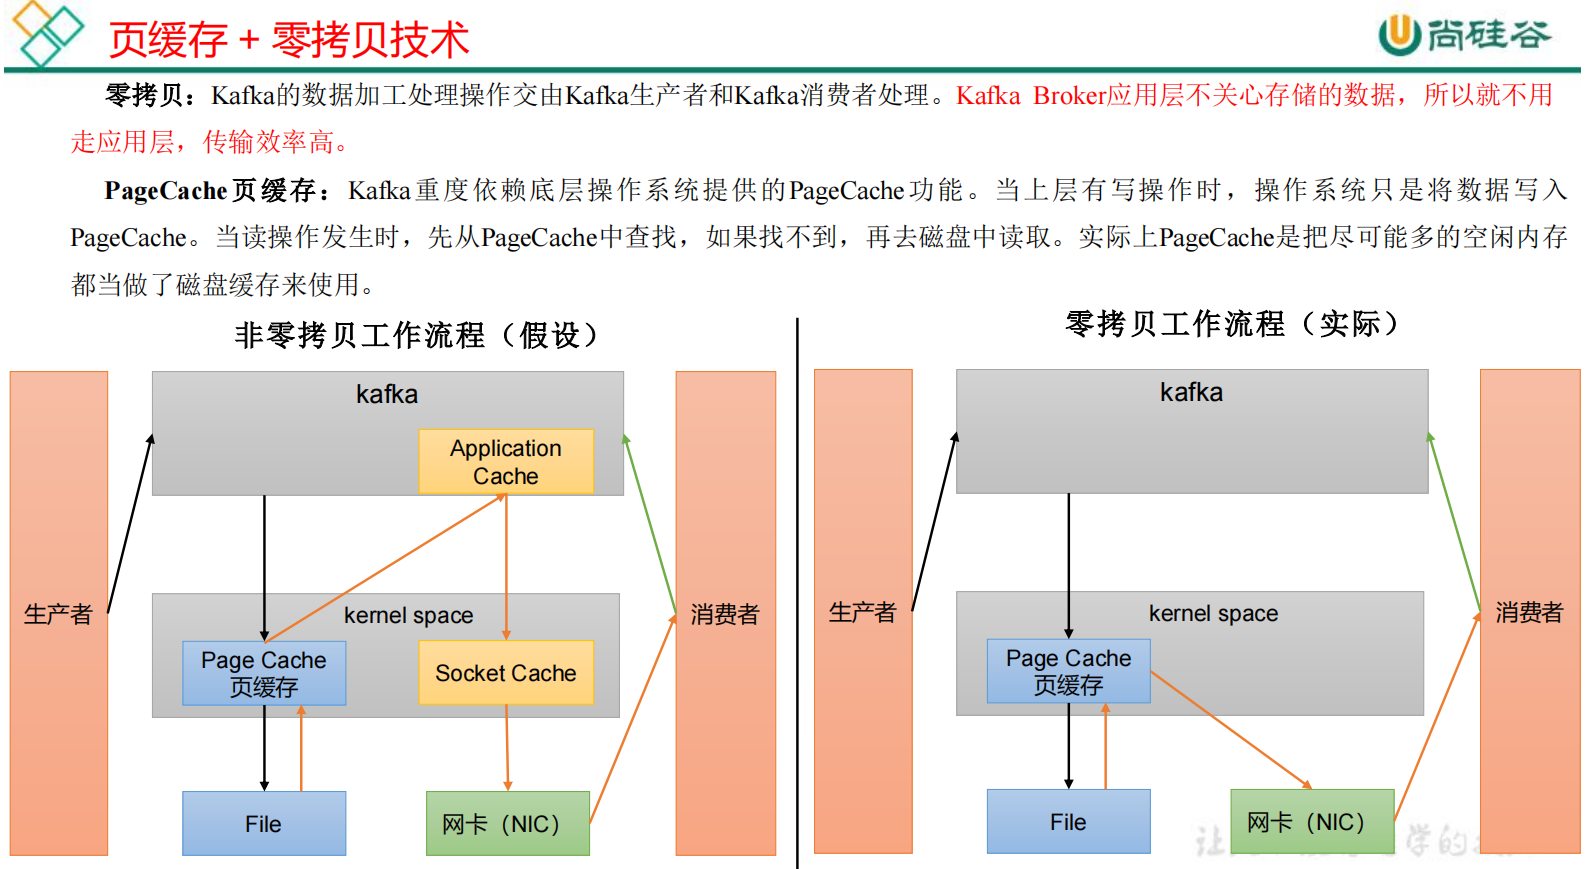 页缓存 + 零拷贝技术
尚硅谷
零拷贝：Kafka的数据加工处理操作交由Kafka生产者和Kafka消费者处理。Kafka Broker应用层不关心存储的数据，所以就不用
走应用层，传输效率高。
PageCache页缓存：Kafka重度依赖底层操作系统提供的PageCache功能。当上层有写操作时，操作系统只是将数据写入
PageCache。当读操作发生时，先从PageCache中查找，如果找不到，再去磁盘中读取。实际上PageCache是把尽可能多的空闲内存
都当做了磁盘缓存来使用。
非零拷贝工作流程（假设）
kafka
Application
Cache
生产者
kernel space
消费者
Page Cache
页缓存
Socket Cache
File
网卡（NIC）
零拷贝工作流程（实际）
kafka
生产者
kernel space
消费者
Page Cache
页缓存
File
网卡（NIC）
让
学的